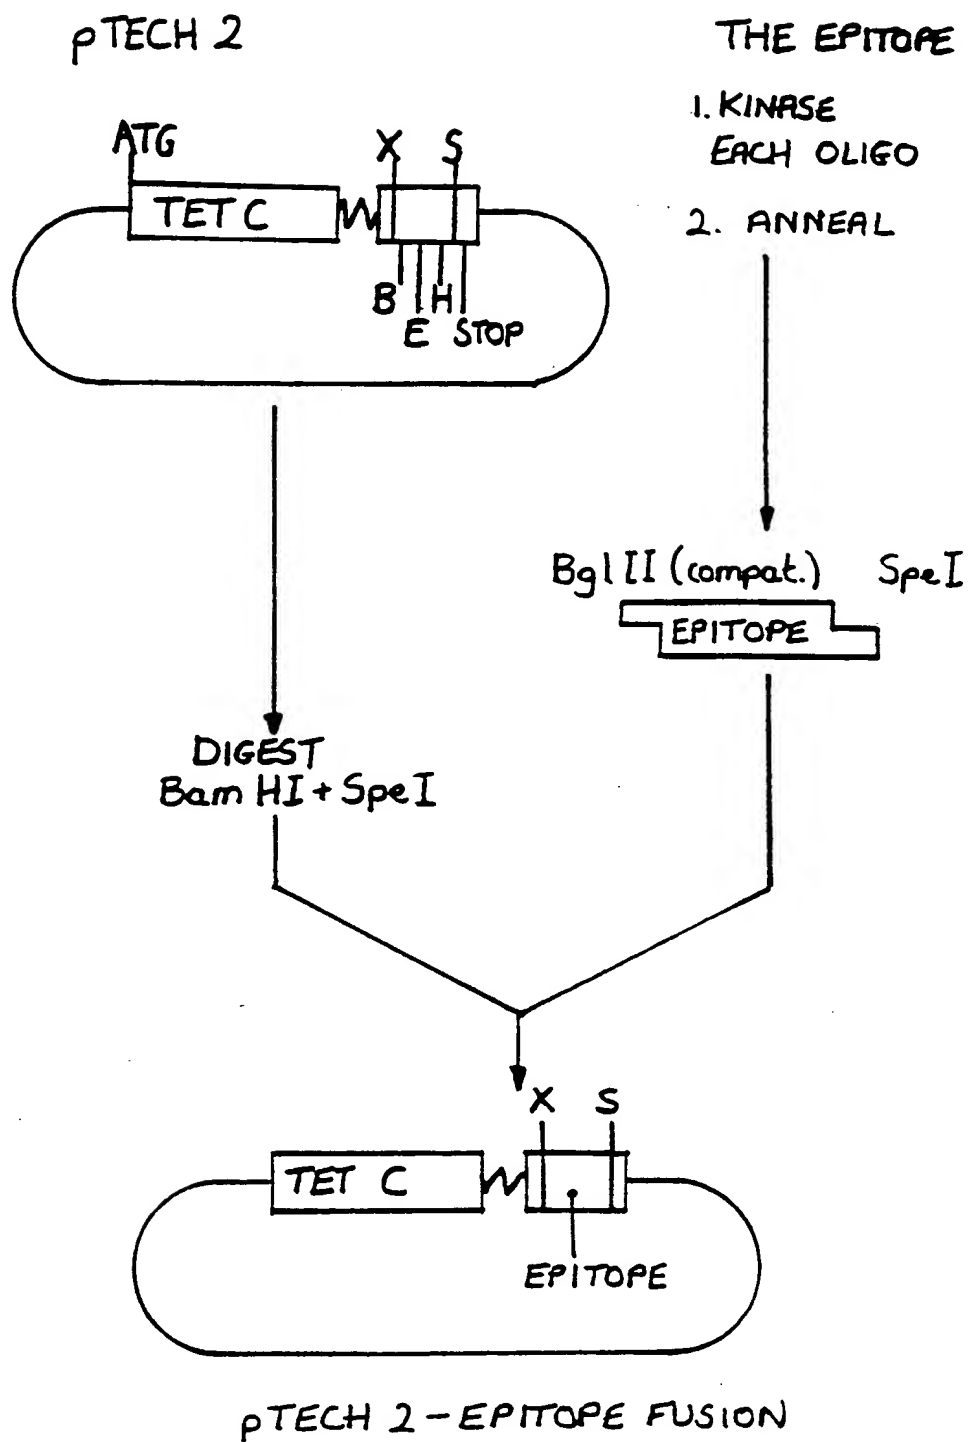 pTECH 2
THE EPITOPE
1. KINASE
EACH OLIGO
2. ANNEAL
ATG
X S
TET C
B H
E STOP
BglII (compat.) SpeI
EPITOPE
DIGEST
Bam HI + SpeI
X S
TET C
EPITOPE
pTECH 2 - EPITOPE FUSION